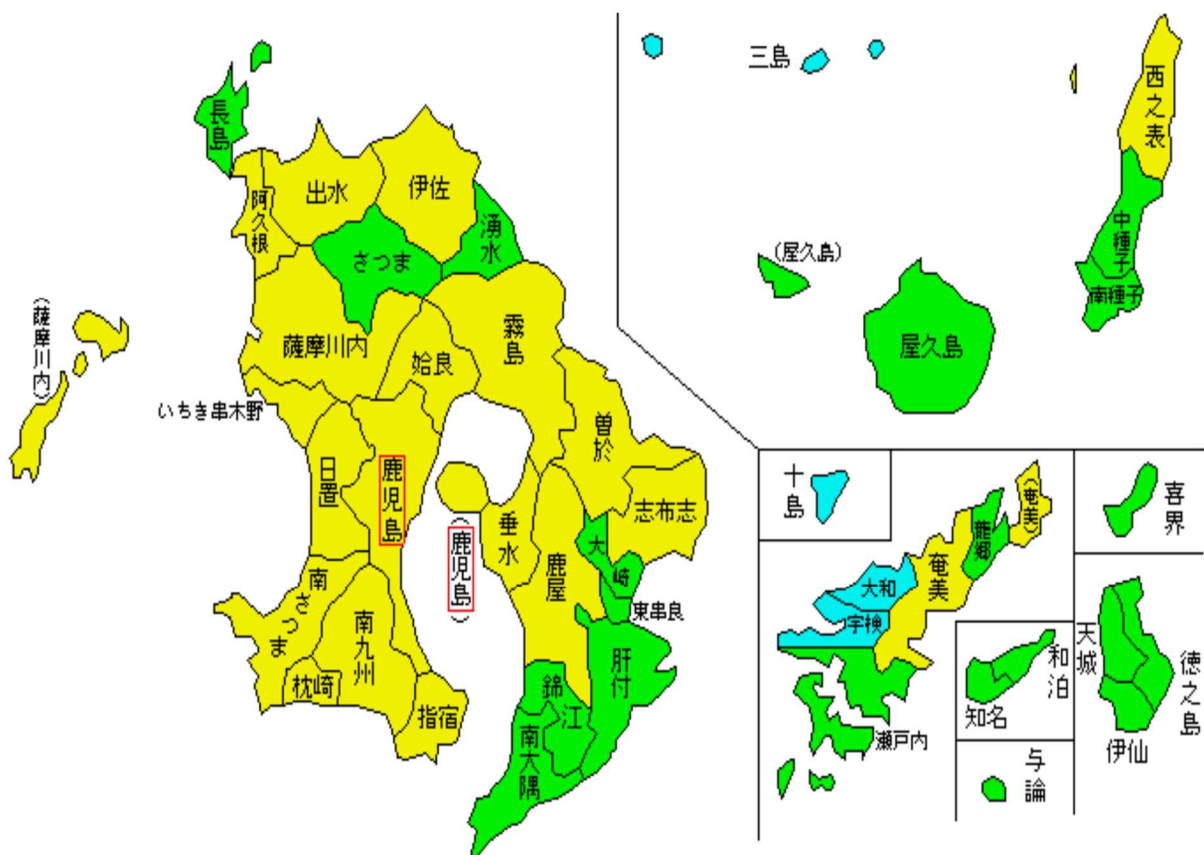 長島
出水
伊佐
阿久根
湧水
さつま
(薩摩川内)
薩摩川内
姶良
霧島
いちき串木野
曽於
日置
鹿児島
(鹿児島)
垂水
鹿屋
志布志
大崎
東串良
南さつま
南九州
枕崎
指宿
錦江
肝付
南大隅
三島
西之表
中種子
南種子
(屋久島)
屋久島
十島
(奄美)
龍郷
奄美
大和
宇検
瀬戸内
喜界
和泊
知名
天城
徳之島
伊仙
与論